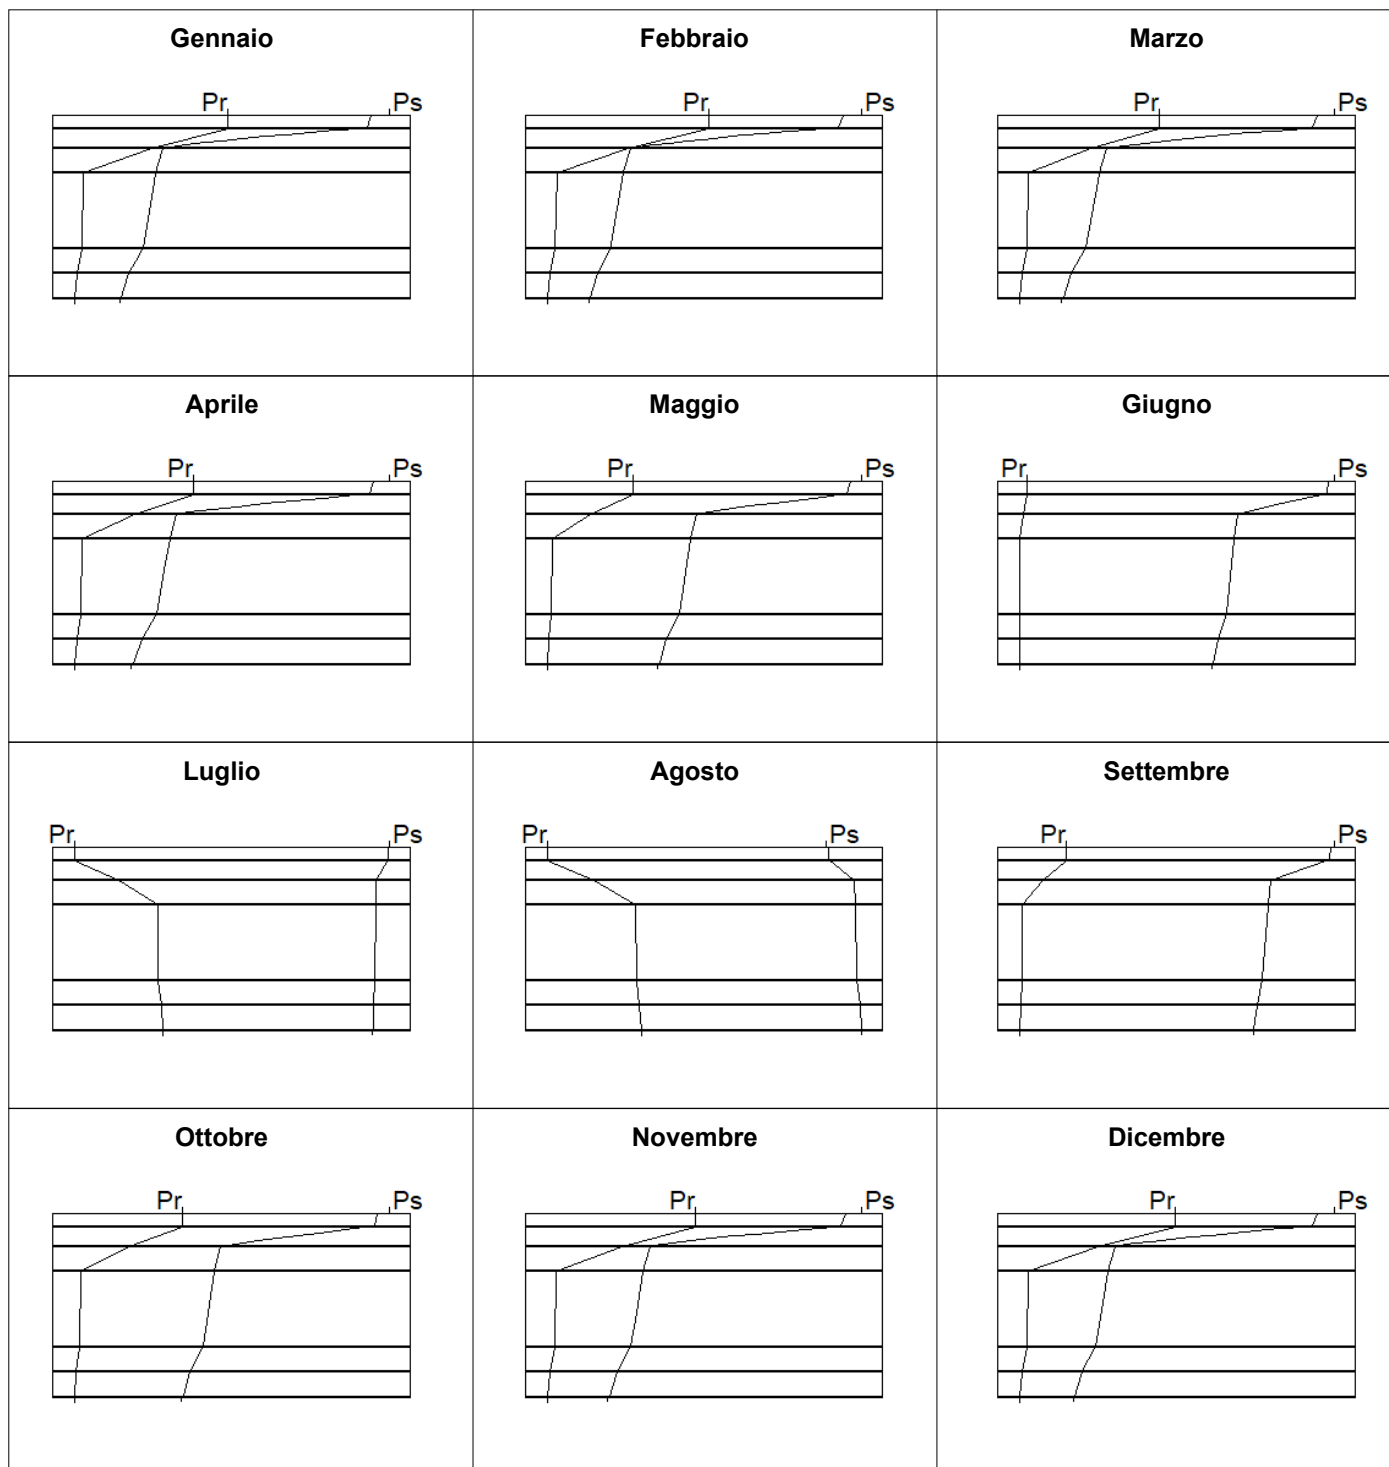 Gennaio Febbraio Marzo
Pr Ps Pr Ps Pr Ps
Aprile Maggio Giugno
Pr Ps Pr Ps Pr Ps
Luglio Agosto Settembre
Pr Ps Pr Ps Pr Ps
Ottobre Novembre Dicembre
Pr Ps Pr Ps Pr Ps